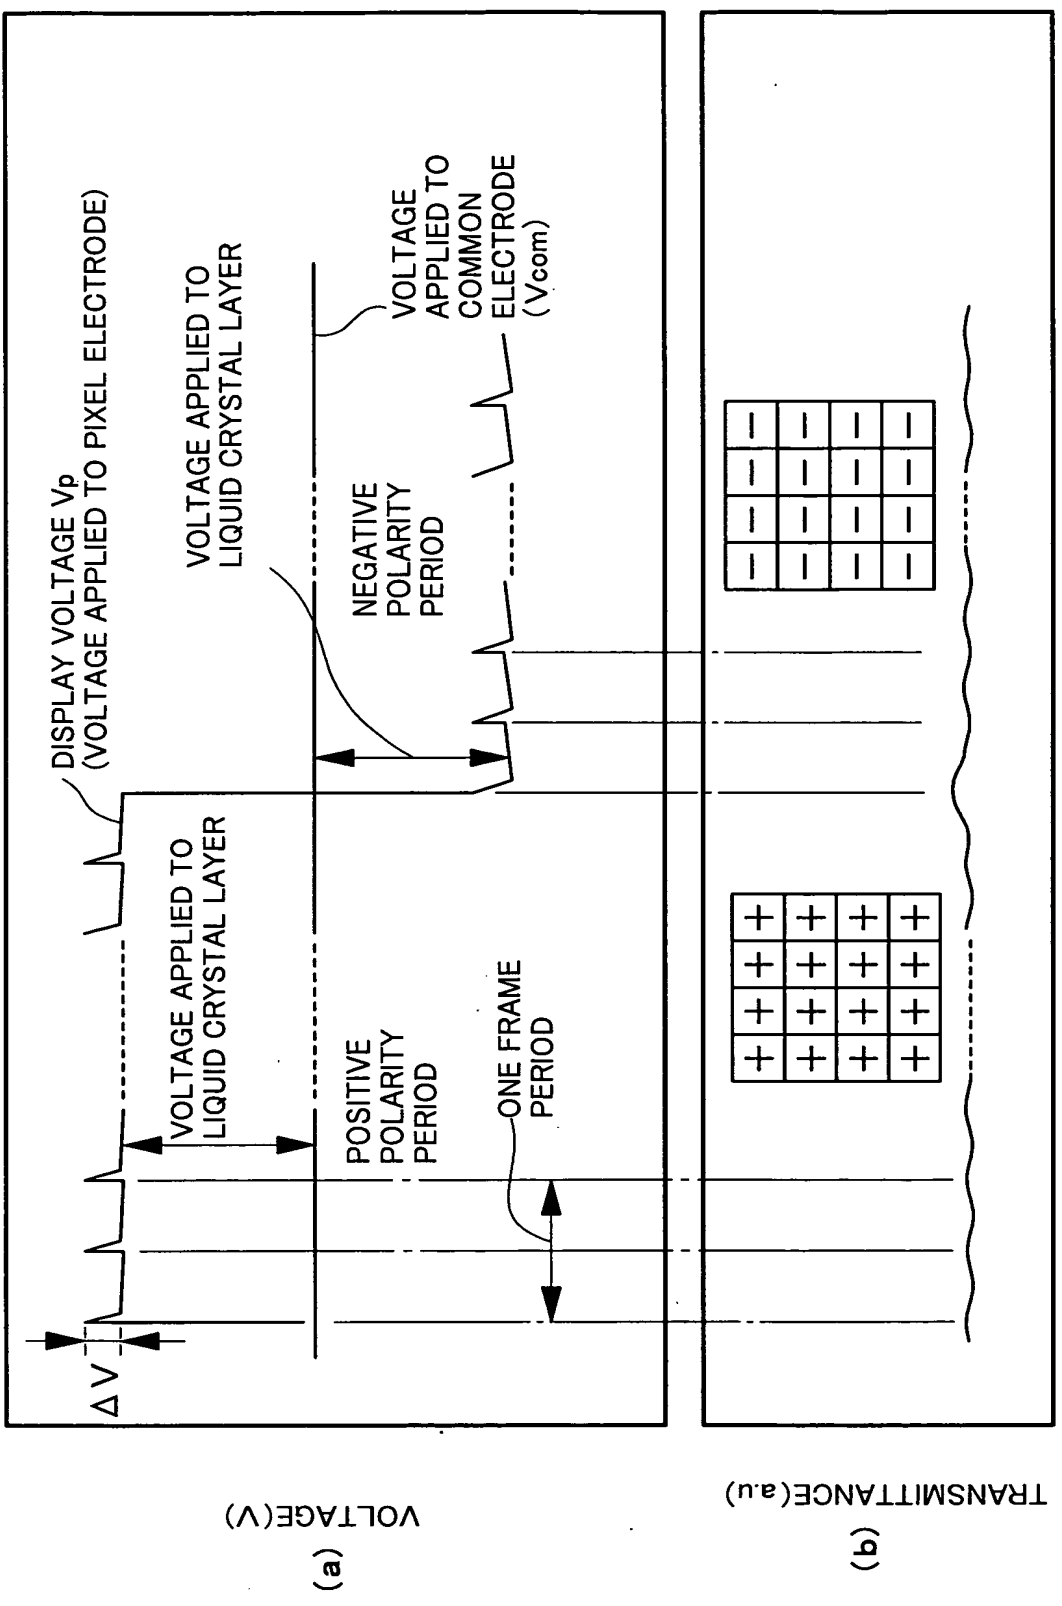 DISPLAY VOLTAGE Vp
(VOLTAGE APPLIED TO PIXEL ELECTRODE)
ΔV
VOLTAGE APPLIED TO
LIQUID CRYSTAL LAYER
VOLTAGE APPLIED TO
LIQUID CRYSTAL LAYER
VOLTAGE
APPLIED TO
COMMON
ELECTRODE
(Vcom)
POSITIVE
POLARITY
PERIOD
NEGATIVE
POLARITY
PERIOD
ONE FRAME
PERIOD
VOLTAGE(V)
(a)
+ + + +
+ + + +
+ + + +
+ + + +
− − − −
− − − −
− − − −
− − − −
TRANSMITTANCE(a.u)
(b)